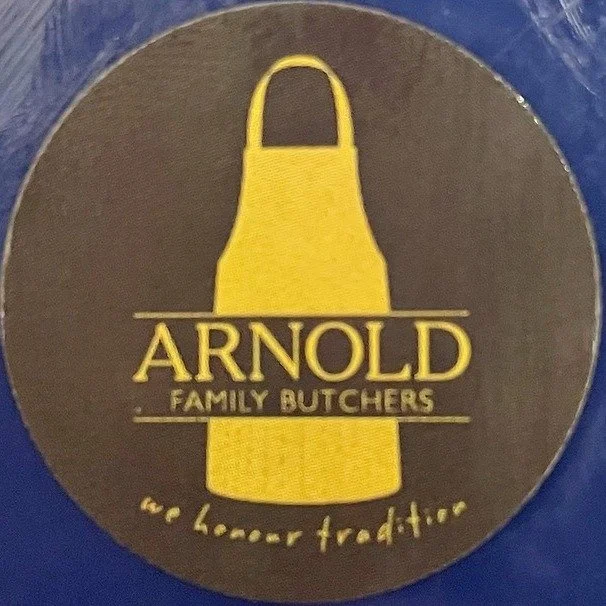 ARNOLD
FAMILY BUTCHERS
we honour tradition